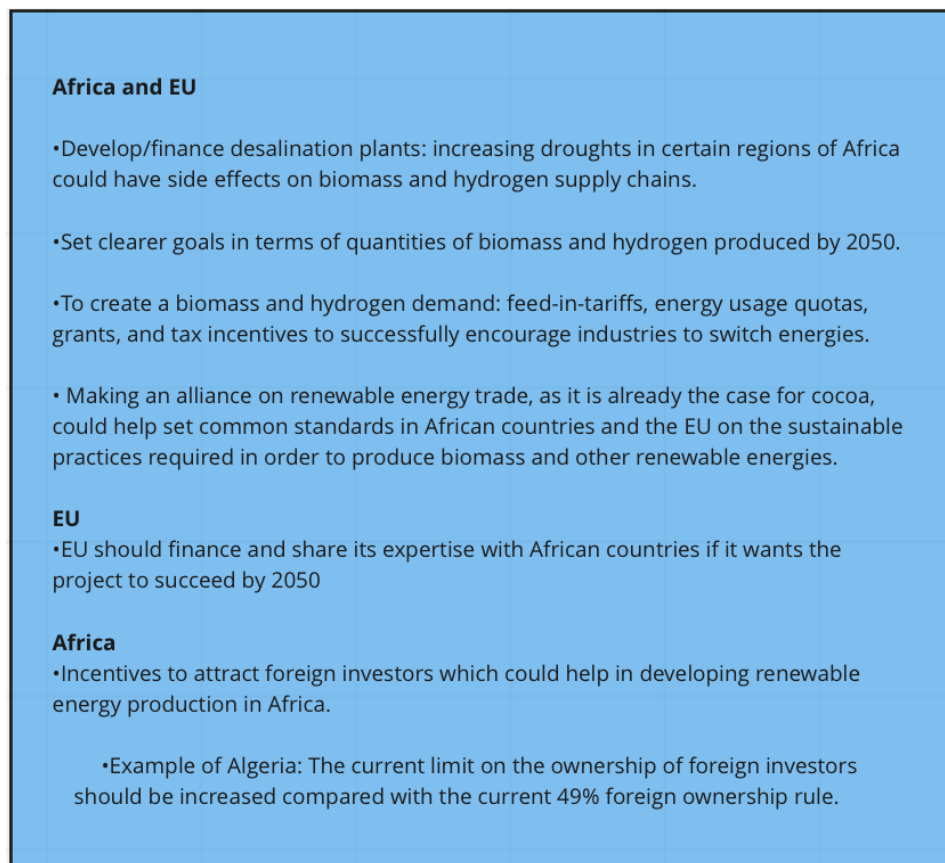 Africa and EU
•Develop/finance desalination plants: increasing droughts in certain regions of Africa
could have side effects on biomass and hydrogen supply chains.
•Set clearer goals in terms of quantities of biomass and hydrogen produced by 2050.
•To create a biomass and hydrogen demand: feed-in-tariffs, energy usage quotas,
grants, and tax incentives to successfully encourage industries to switch energies.
• Making an alliance on renewable energy trade, as it is already the case for cocoa,
could help set common standards in African countries and the EU on the sustainable
practices required in order to produce biomass and other renewable energies.
EU
•EU should finance and share its expertise with African countries if it wants the
project to succeed by 2050
Africa
•Incentives to attract foreign investors which could help in developing renewable
energy production in Africa.
•Example of Algeria: The current limit on the ownership of foreign investors
should be increased compared with the current 49% foreign ownership rule.